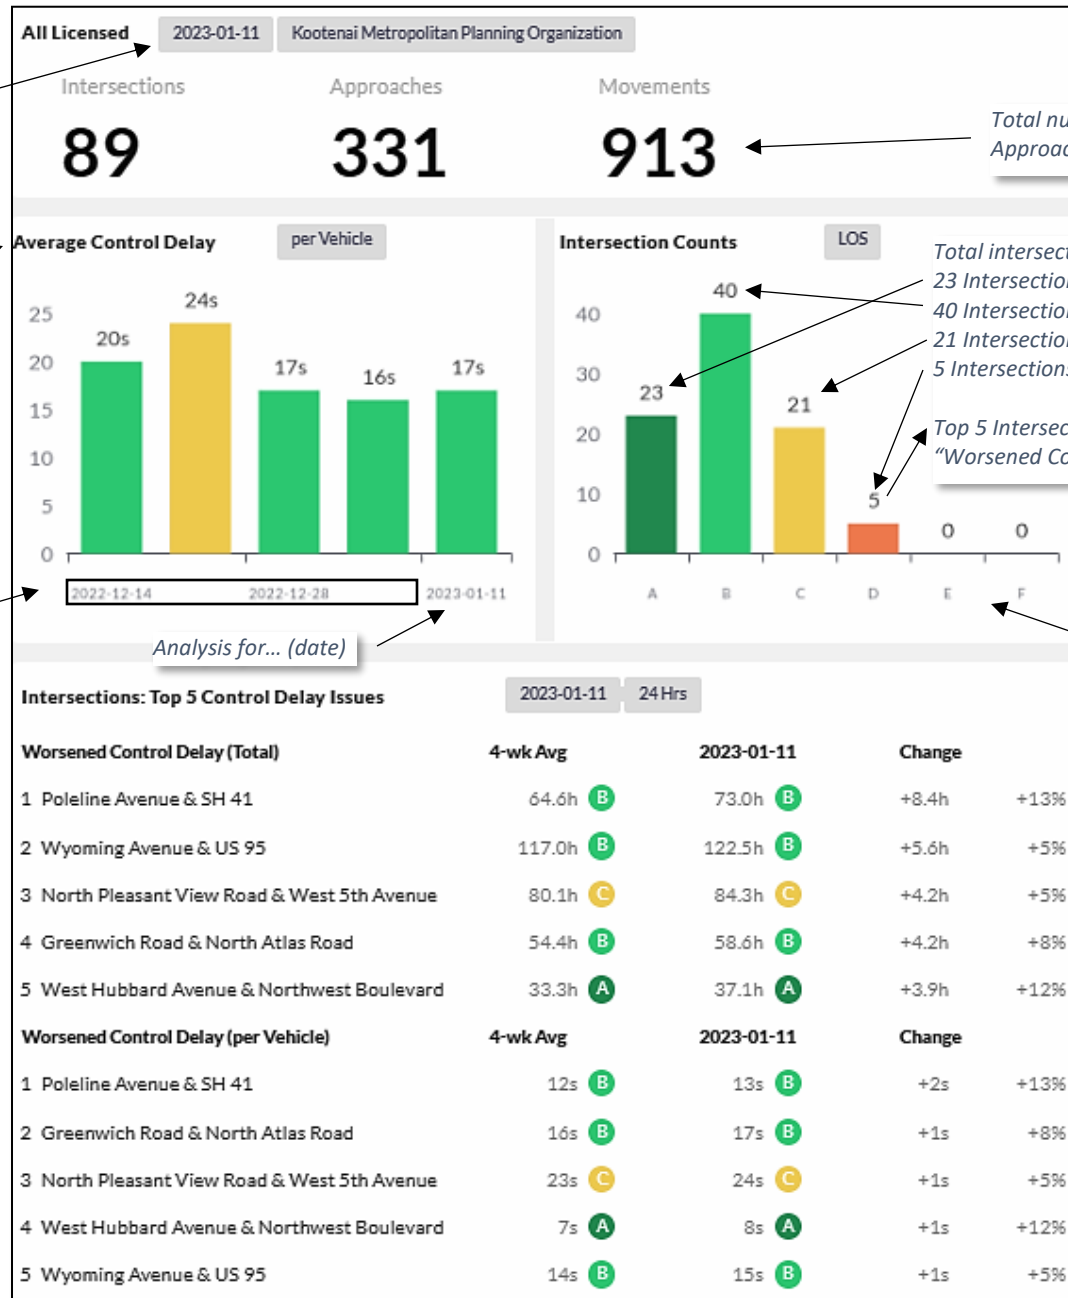 All Licensed 2023-01-11 Kootenai Metropolitan Planning Organization
Intersections Approaches Movements
89 331 913
Total
Average Control Delay per Vehicle
25
20
15
10
5
0
20s
24s
17s
16s
17s
2022-12-14 2022-12-28 2023-01-11
Analysis for... (date)
Intersection Counts LOS
40
30
20
10
0
23
40
21
5
0
0
A B C D E F
Total
23
40
21
5
Top 5
"Worsened
Intersections: Top 5 Control Delay Issues 2023-01-11 24 Hrs
Worsened Control Delay (Total) 4-wk Avg 2023-01-11 Change
1 Poleline Avenue & SH 41 64.6h B 73.0h B +8.4h +13%
2 Wyoming Avenue & US 95 117.0h B 122.5h B +5.6h +5%
3 North Pleasant View Road & West 5th Avenue 80.1h C 84.3h C +4.2h +5%
4 Greenwich Road & North Atlas Road 54.4h B 58.6h B +4.2h +8%
5 West Hubbard Avenue & Northwest Boulevard 33.3h A 37.1h A +3.9h +12%
Worsened Control Delay (per Vehicle) 4-wk Avg 2023-01-11 Change
1 Poleline Avenue & SH 41 12s B 13s B +2s +13%
2 Greenwich Road & North Atlas Road 16s B 17s B +1s +8%
3 North Pleasant View Road & West 5th Avenue 23s C 24s C +1s +5%
4 West Hubbard Avenue & Northwest Boulevard 7s A 8s A +1s +12%
5 Wyoming Avenue & US 95 14s B 15s B +1s +5%